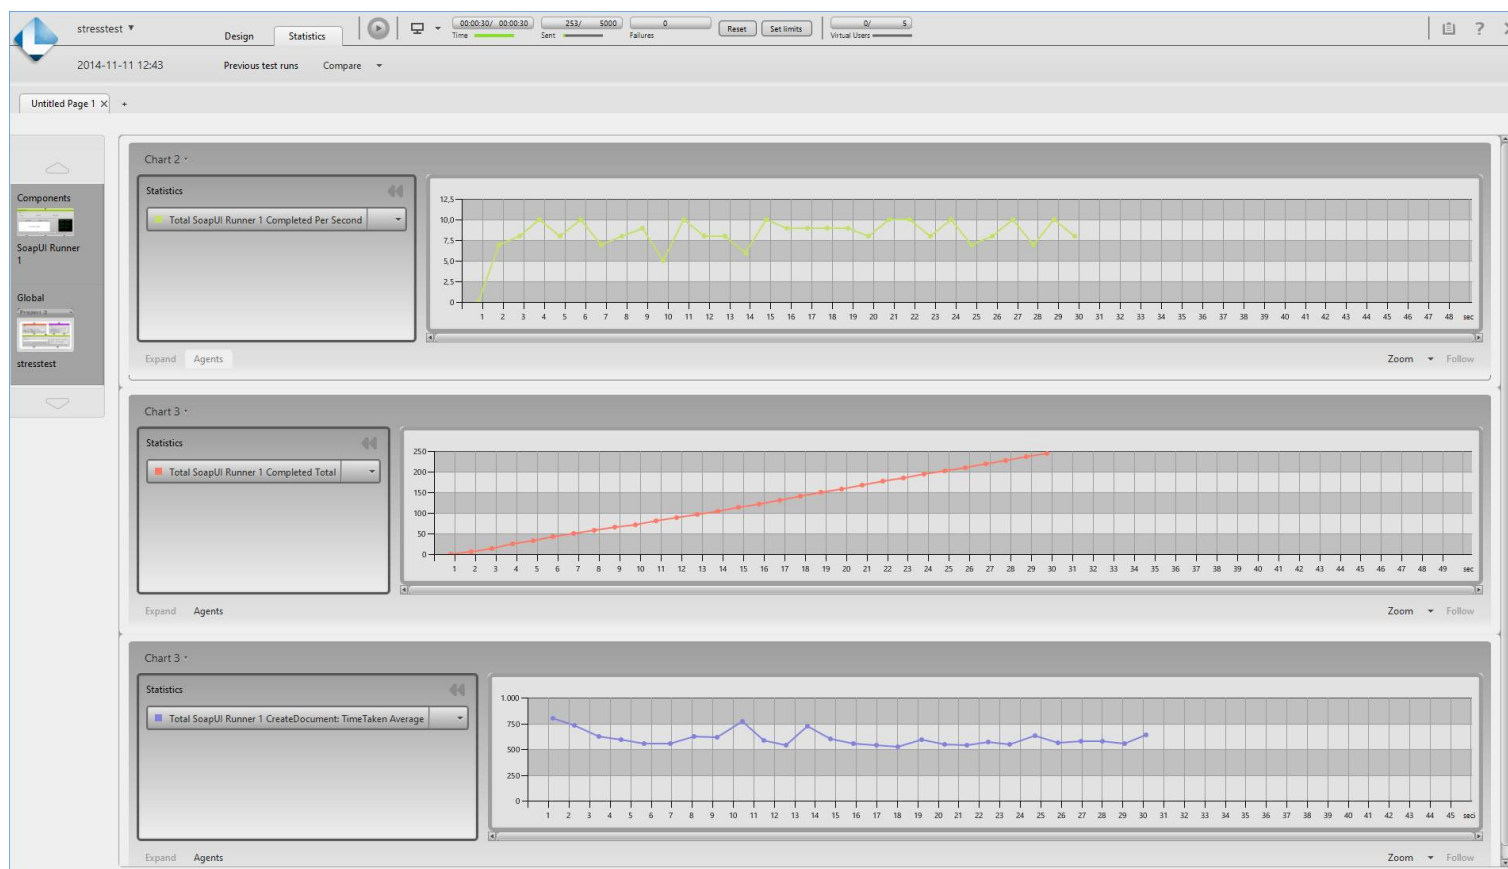 stresstest
Design
Statistics
00:00:30/ 00:00:30
Time
253/ 5000
Sent
0
Failures
Reset
Set limits
0/ 5
Virtual Users
?
2014-11-11 12:43
Previous test runs
Compare
Untitled Page 1 ×
+
Components
SoapUI Runner
1
Global
stresstest
Chart 2
Statistics
Total SoapUI Runner 1 Completed Per Second
12,5
10,0
7,5
5,0
2,5
0
1 2 3 4 5 6 7 8 9 10 11 12 13 14 15 16 17 18 19 20 21 22 23 24 25 26 27 28 29 30 31 32 33 34 35 36 37 38 39 40 41 42 43 44 45 46 47 48 sec
Expand
Agents
Zoom
Follow
Chart 3
Statistics
Total SoapUI Runner 1 Completed Total
250
200
150
100
50
0
1 2 3 4 5 6 7 8 9 10 11 12 13 14 15 16 17 18 19 20 21 22 23 24 25 26 27 28 29 30 31 32 33 34 35 36 37 38 39 40 41 42 43 44 45 46 47 48 49 sec
Expand
Agents
Zoom
Follow
Chart 3
Statistics
Total SoapUI Runner 1 CreateDocument: TimeTaken Average
1.000
750
500
250
0
1 2 3 4 5 6 7 8 9 10 11 12 13 14 15 16 17 18 19 20 21 22 23 24 25 26 27 28 29 30 31 32 33 34 35 36 37 38 39 40 41 42 43 44 45 seci
Expand
Agents
Zoom
Follow